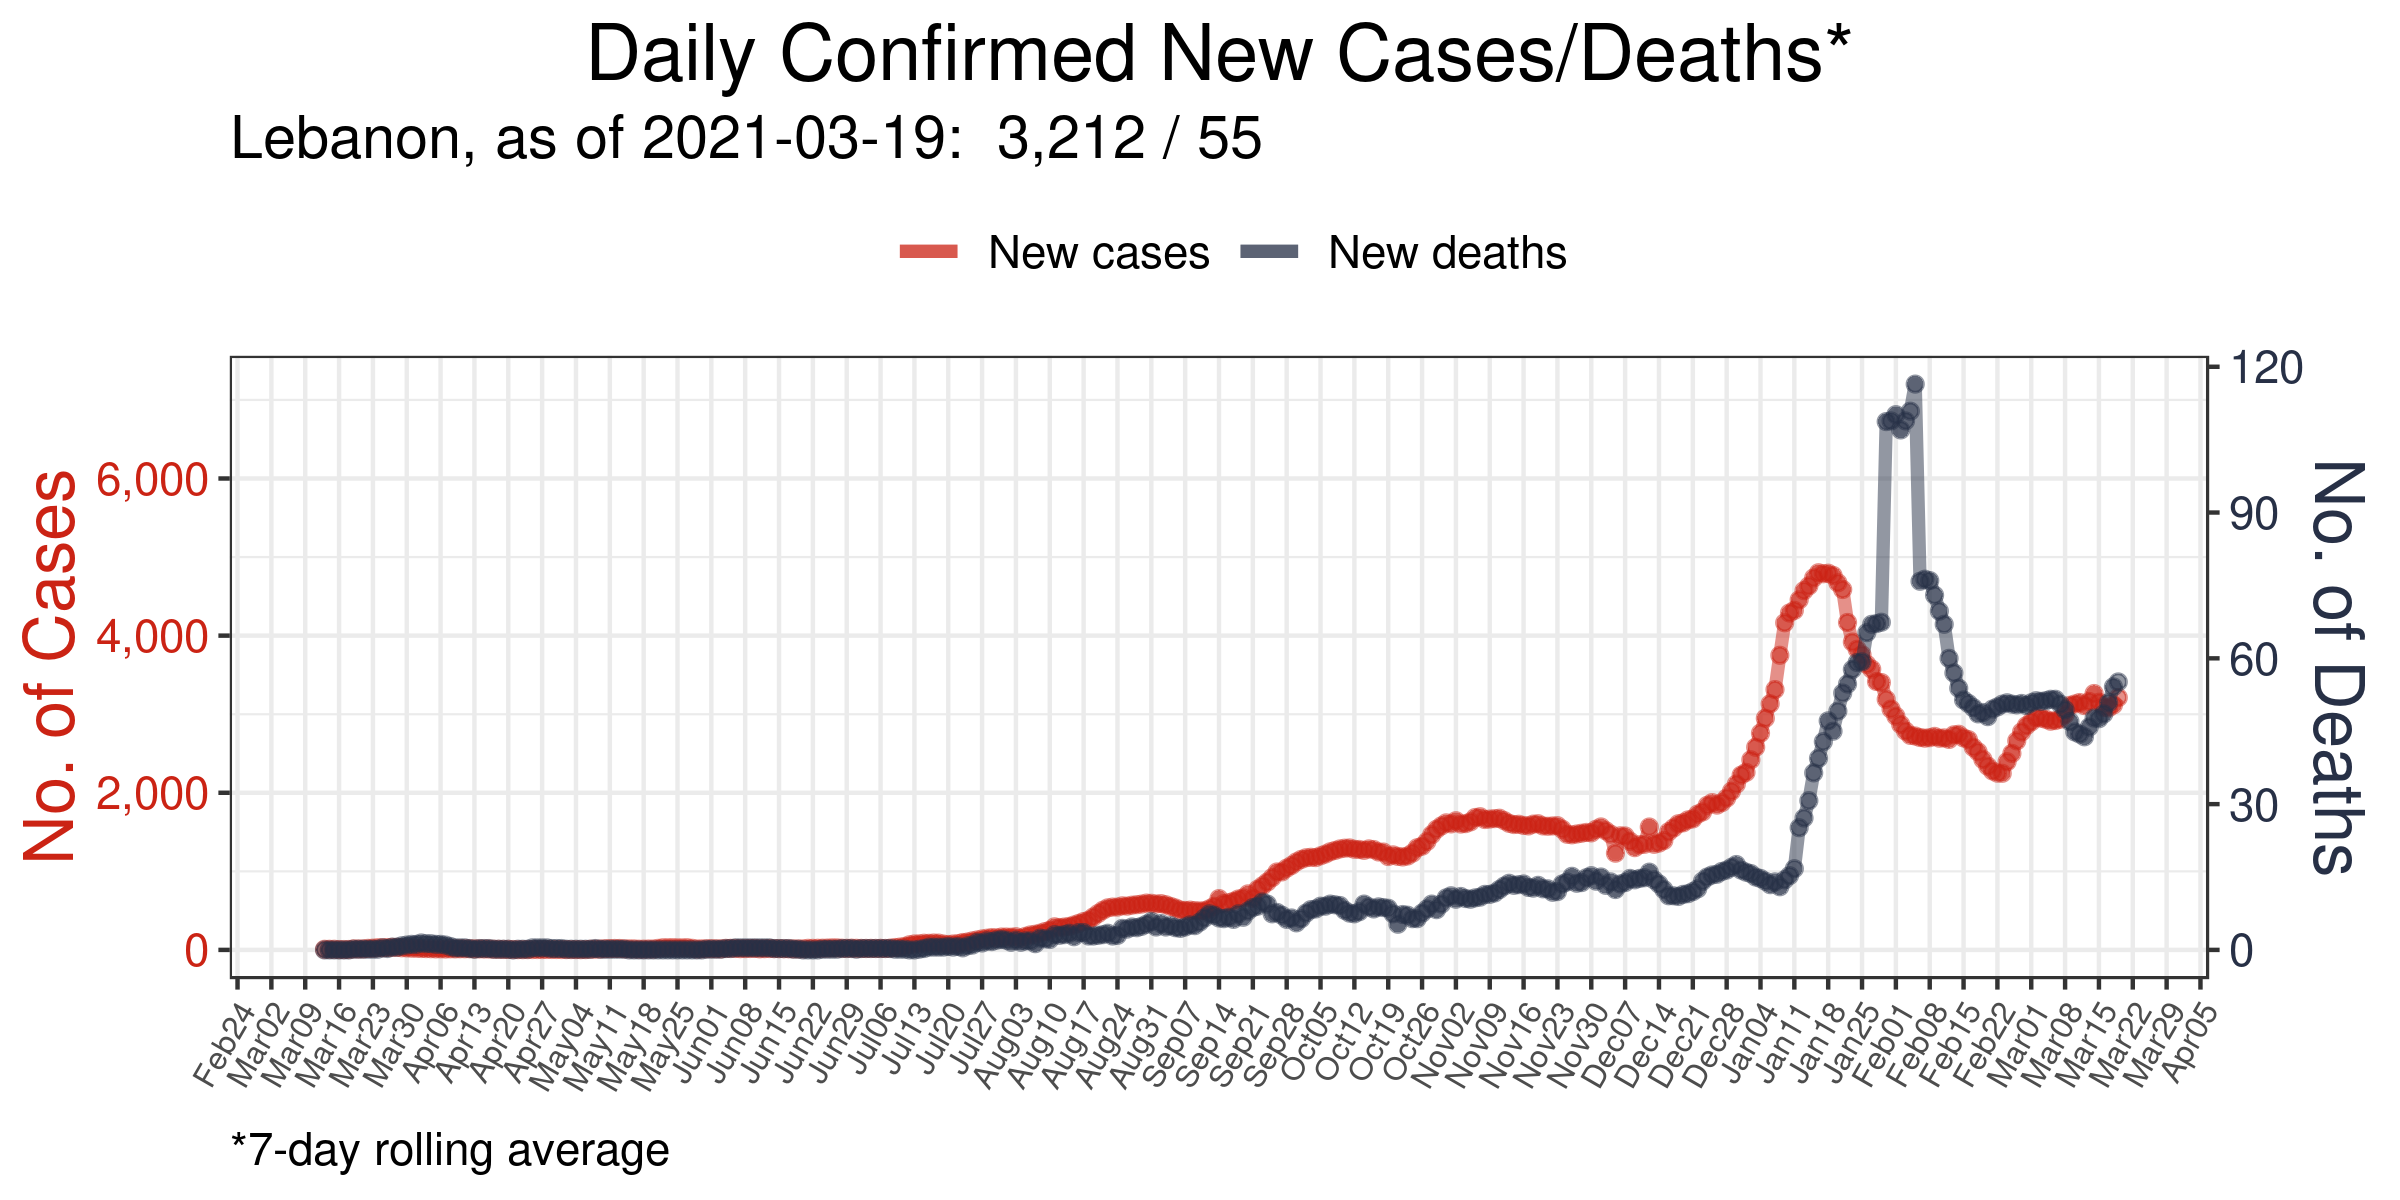 Daily Confirmed New Cases/Deaths*
Lebanon, as of 2021-03-19:  3,212 / 55
New cases
New deaths
No. of Cases
6,000
4,000
2,000
0
120
90
60
30
0
No. of Deaths
Feb24
Mar02
Mar09
Mar16
Mar23
Mar30
Apr06
Apr13
Apr20
Apr27
May04
May11
May18
May25
Jun01
Jun08
Jun15
Jun22
Jun29
Jul06
Jul13
Jul20
Jul27
Aug03
Aug10
Aug17
Aug24
Aug31
Sep07
Sep14
Sep21
Sep28
Oct05
Oct12
Oct19
Oct26
Nov02
Nov09
Nov16
Nov23
Nov30
Dec07
Dec14
Dec21
Dec28
Jan04
Jan11
Jan18
Jan25
Feb01
Feb08
Feb15
Feb22
Mar01
Mar08
Mar15
Mar22
Mar29
Apr05
*7-day rolling average